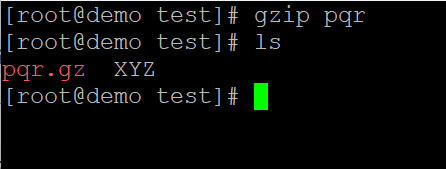 [root@demo test]# gzip pqr
[root@demo test]# ls
pqr.gz  XYZ
[root@demo test]#